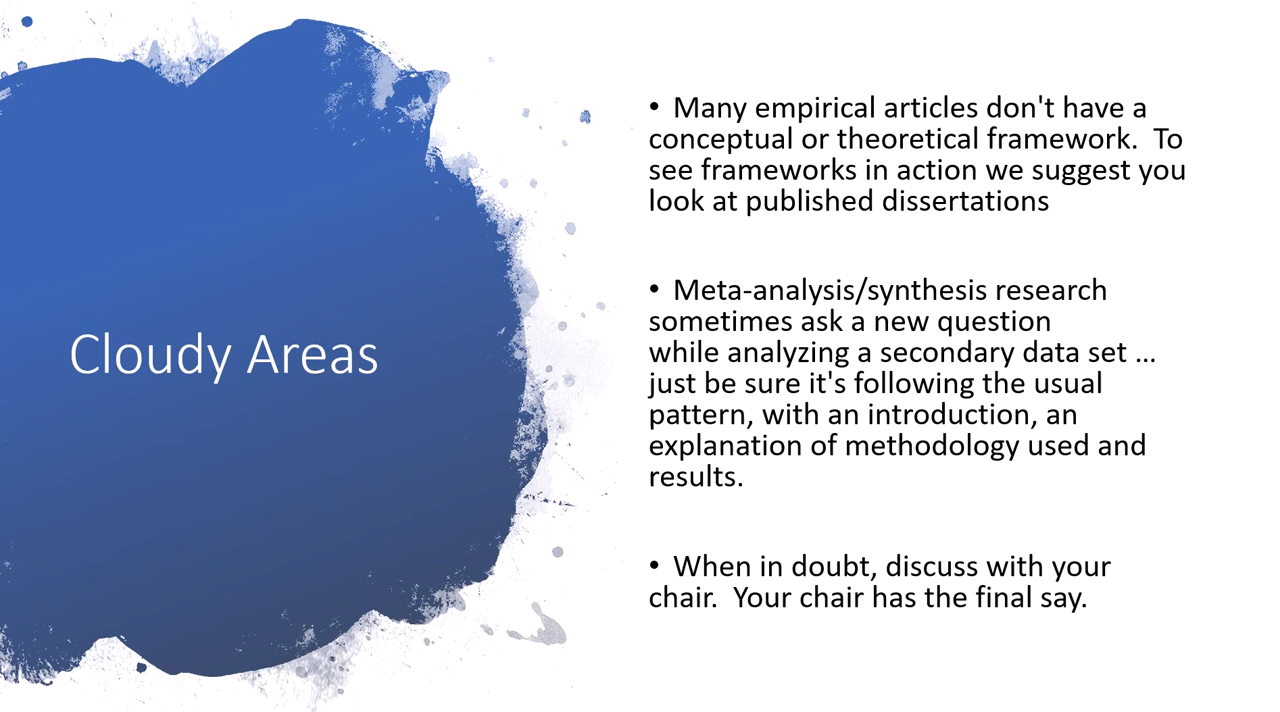 Cloudy Areas
• Many empirical articles don't have a
conceptual or theoretical framework.  To
see frameworks in action we suggest you
look at published dissertations
• Meta-analysis/synthesis research
sometimes ask a new question
while analyzing a secondary data set ...
just be sure it's following the usual
pattern, with an introduction, an
explanation of methodology used and
results.
• When in doubt, discuss with your
chair.  Your chair has the final say.